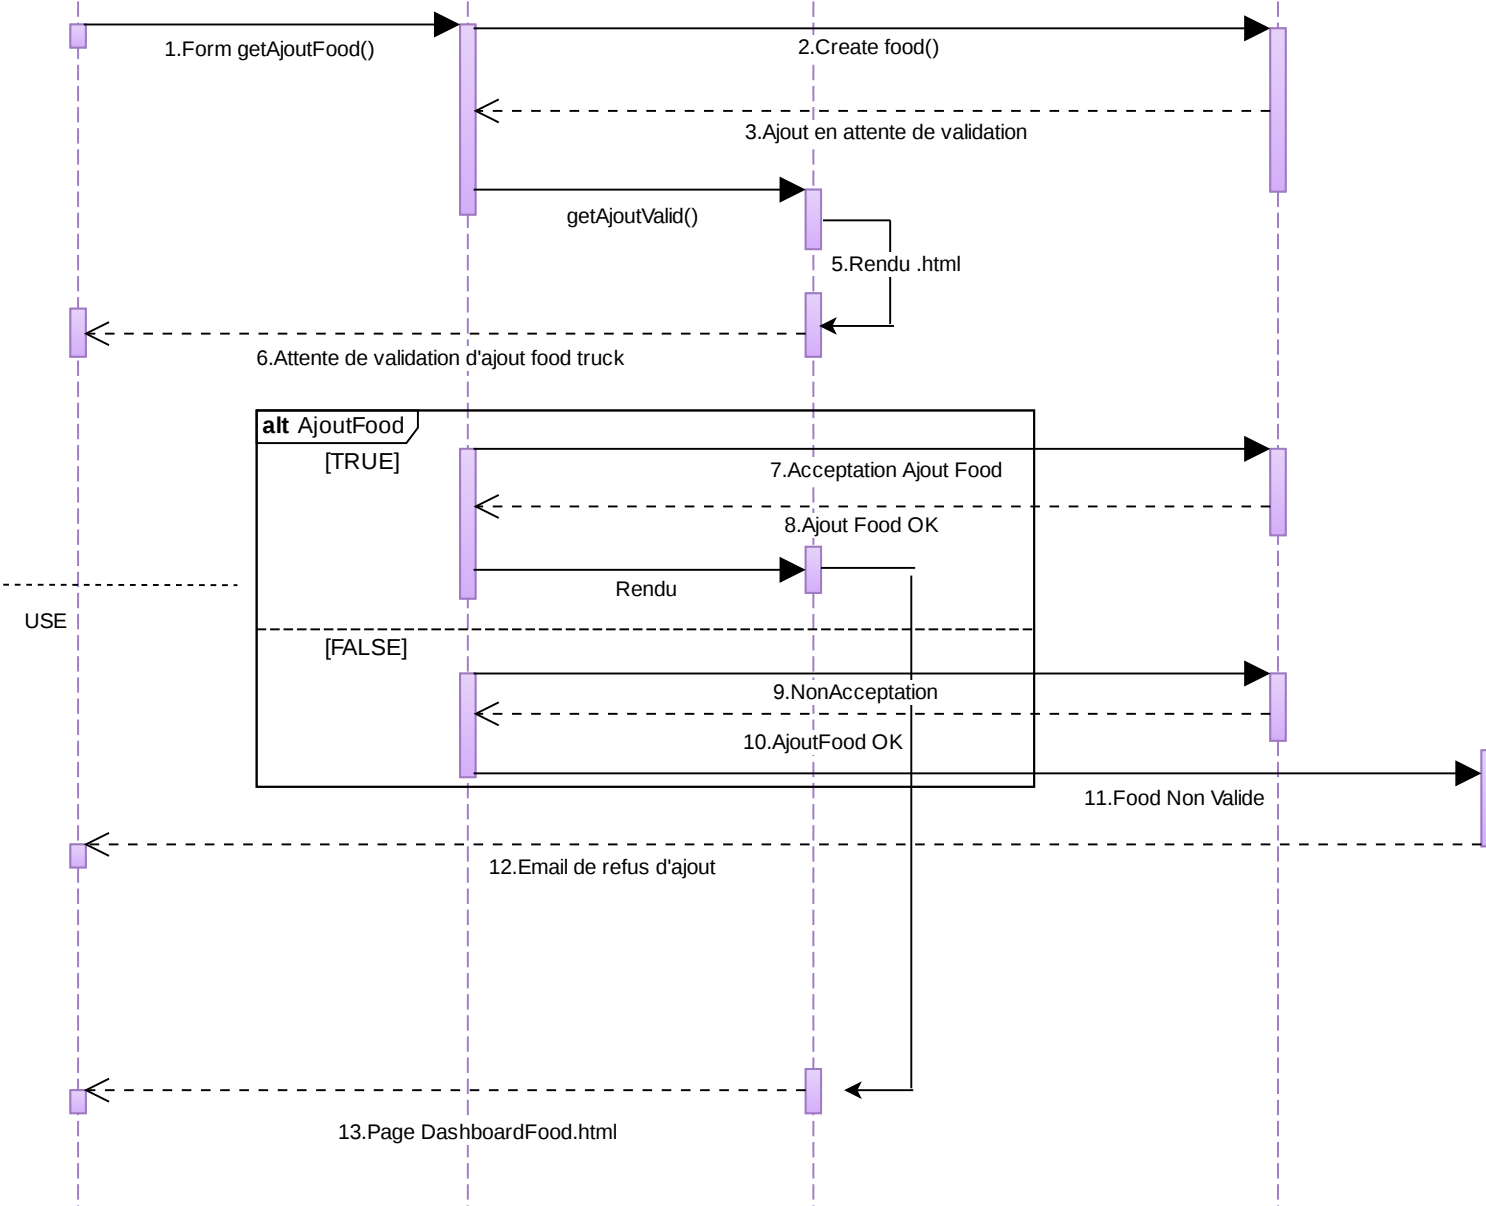 1.Form getAjoutFood()
2.Create food()
3.Ajout en attente de validation
getAjoutValid()
5.Rendu .html
6.Attente de validation d'ajout food truck
alt AjoutFood
[TRUE]
7.Acceptation Ajout Food
8.Ajout Food OK
Rendu
USE
[FALSE]
9.NonAcceptation
10.AjoutFood OK
11.Food Non Valide
12.Email de refus d'ajout
13.Page DashboardFood.html